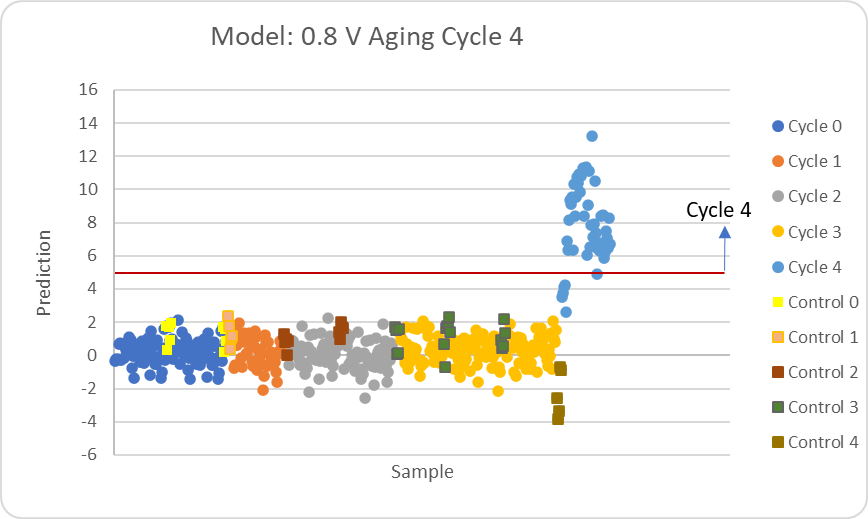 Model: 0.8 V Aging Cycle 4
16
14
12
10
8
6
4
2
0
-2
-4
-6
Prediction
Sample
Cycle 4
Cycle 0
Cycle 1
Cycle 2
Cycle 3
Cycle 4
Control 0
Control 1
Control 2
Control 3
Control 4